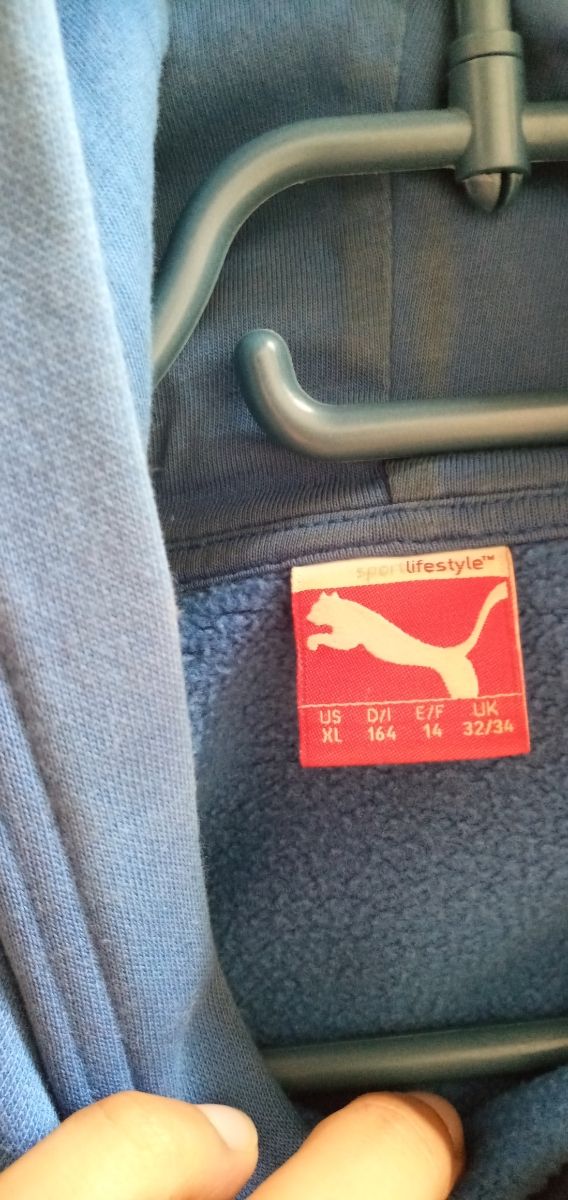 sportlifestyle™
US D/I E/F UK
XL 164 14 32/34